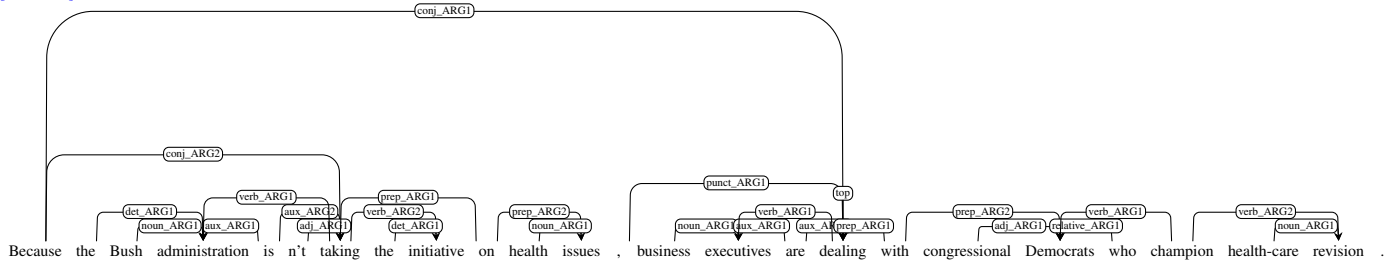 conj_ARG1
conj_ARG2
punct_ARG1
top
verb_ARG1 prep_ARG1
det_ARG1 aux_ARG2 verb_ARG2 prep_ARG2 verb_ARG1 prep_ARG2 verb_ARG1 verb_ARG2
noun_ARG1 aux_ARG1 adj_ARG1 det_ARG1 noun_ARG1 noun_ARG1 aux_ARG1 prep_ARG1 adj_ARG1 relative_ARG1 noun_ARG1
Because the Bush administration is n't taking the initiative on health issues , business executives are dealing with congressional Democrats who champion health-care revision .